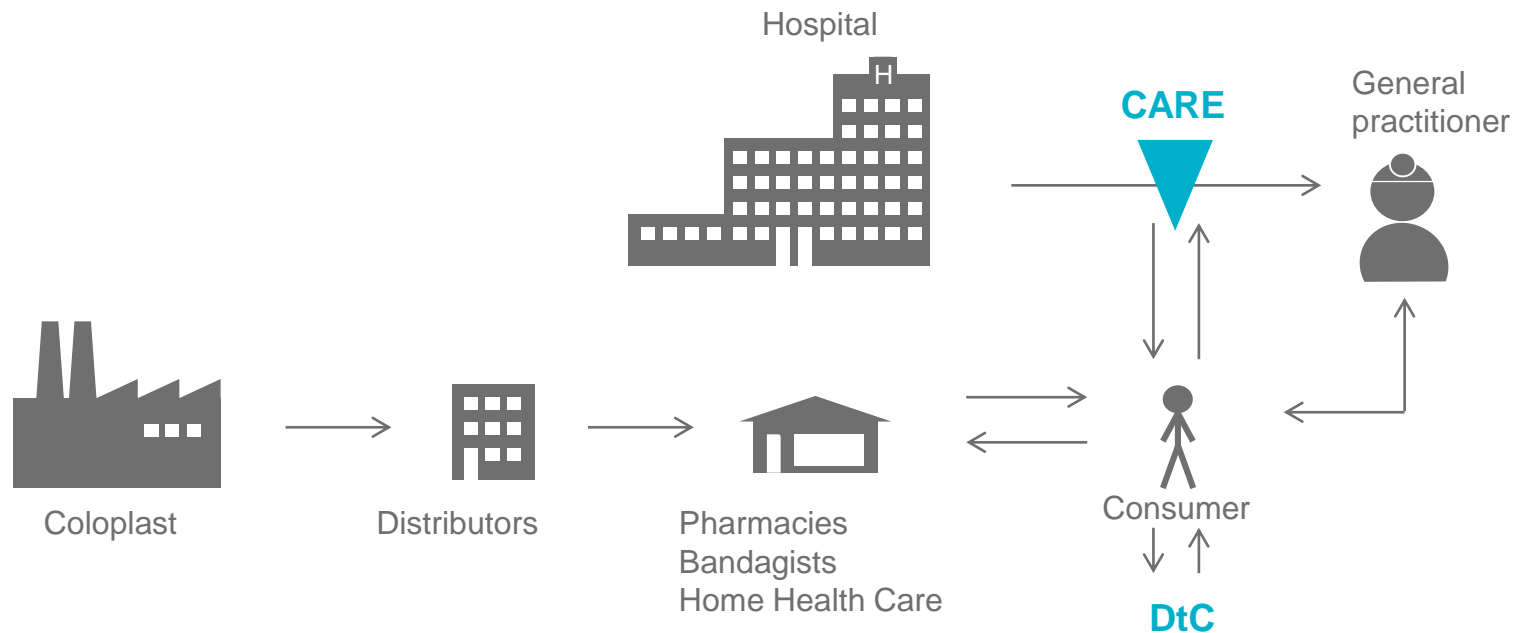 Hospital
H
CARE
General
practitioner
Coloplast
Distributors
Pharmacies
Bandagists
Home Health Care
Consumer
DtC